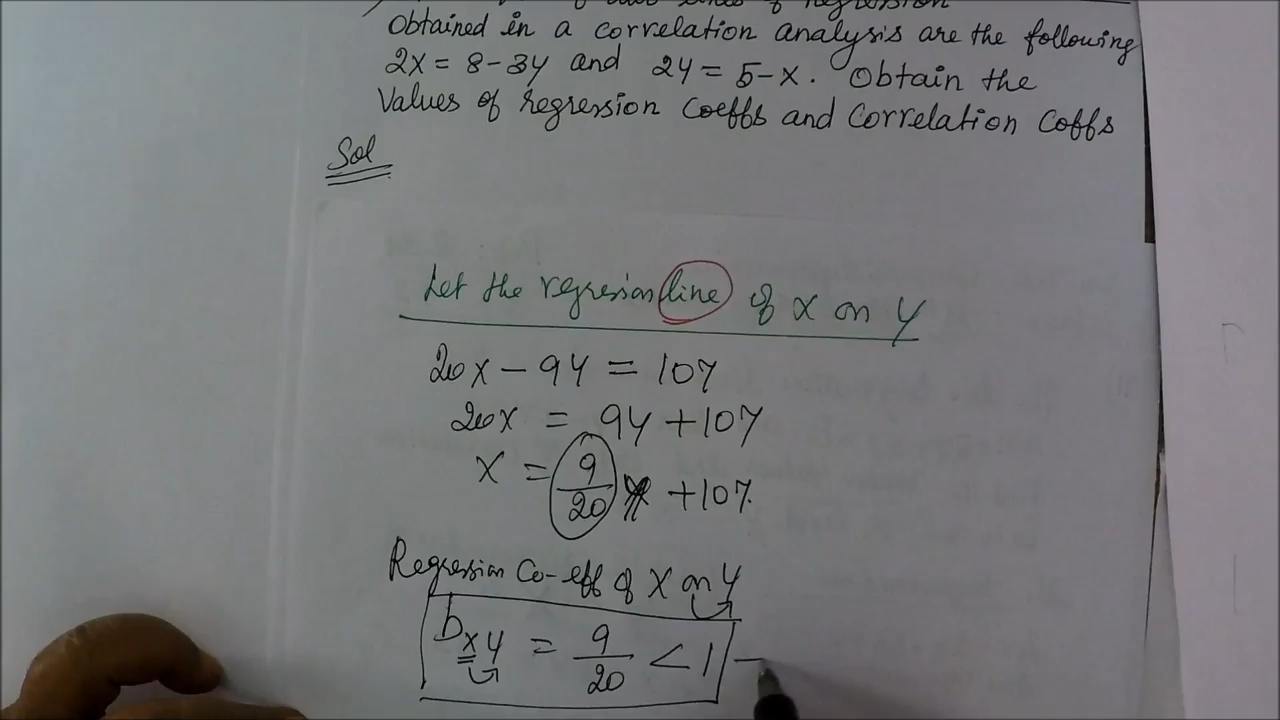 of regression
Obtained in a correlation analysis are the following
2x = 8-3y and 2y = 5-x. Obtain the
Values of regression Coeffs and Correlation Coffs
Sol
Let the regresion line of x on y
20x - 9y = 107
20x = 9y + 107
x = 9/20 y + 107.
Regression Co-eff of x on y
bxy = 9/20 < 1